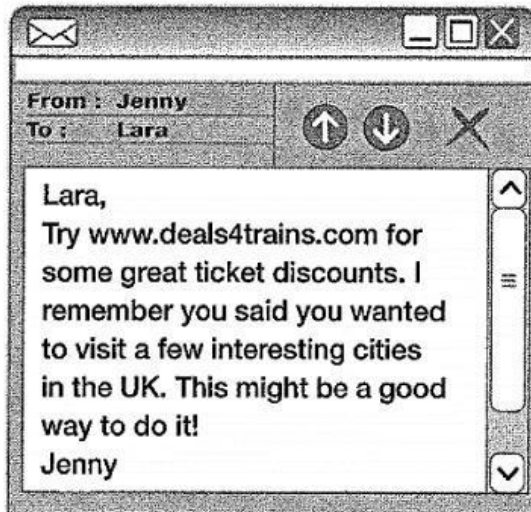 From : Jenny
To : Lara
Lara,
Try www.deals4trains.com for
some great ticket discounts. I
remember you said you wanted
to visit a few interesting cities
in the UK. This might be a good
way to do it!
Jenny